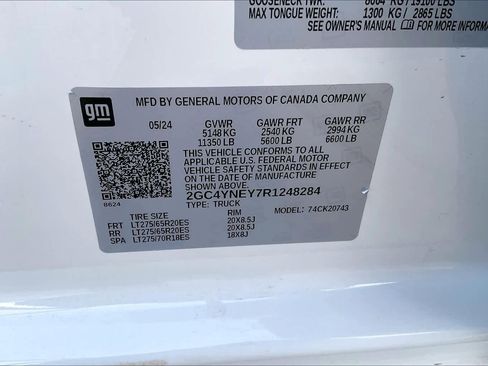 GOOSENECK TWR: 8664 KG / 19100 LBS
MAX TONGUE WEIGHT: 1300 KG / 2865 LBS
SEE OWNER'S MANUAL FOR MORE INFORMATION
gm
MFD BY GENERAL MOTORS OF CANADA COMPANY
05/24 GVWR GAWR FRT GAWR RR
5148 KG 2540 KG 2994 KG
11350 LB 5600 LB 6600 LB
THIS VEHICLE CONFORMS TO ALL
APPLICABLE U.S. FEDERAL MOTOR
VEHICLE SAFETY STANDARDS IN EFFECT
ON THE DATE OF MANUFACTURE
SHOWN ABOVE.
2GC4YNEY7R1248284
8624
TYPE: TRUCK MODEL: 74CK20743
TIRE SIZE RIM
FRT LT275/65R20ES 20X8.5J
RR LT275/65R20ES 20X8.5J
SPA LT275/70R18ES 18X8J